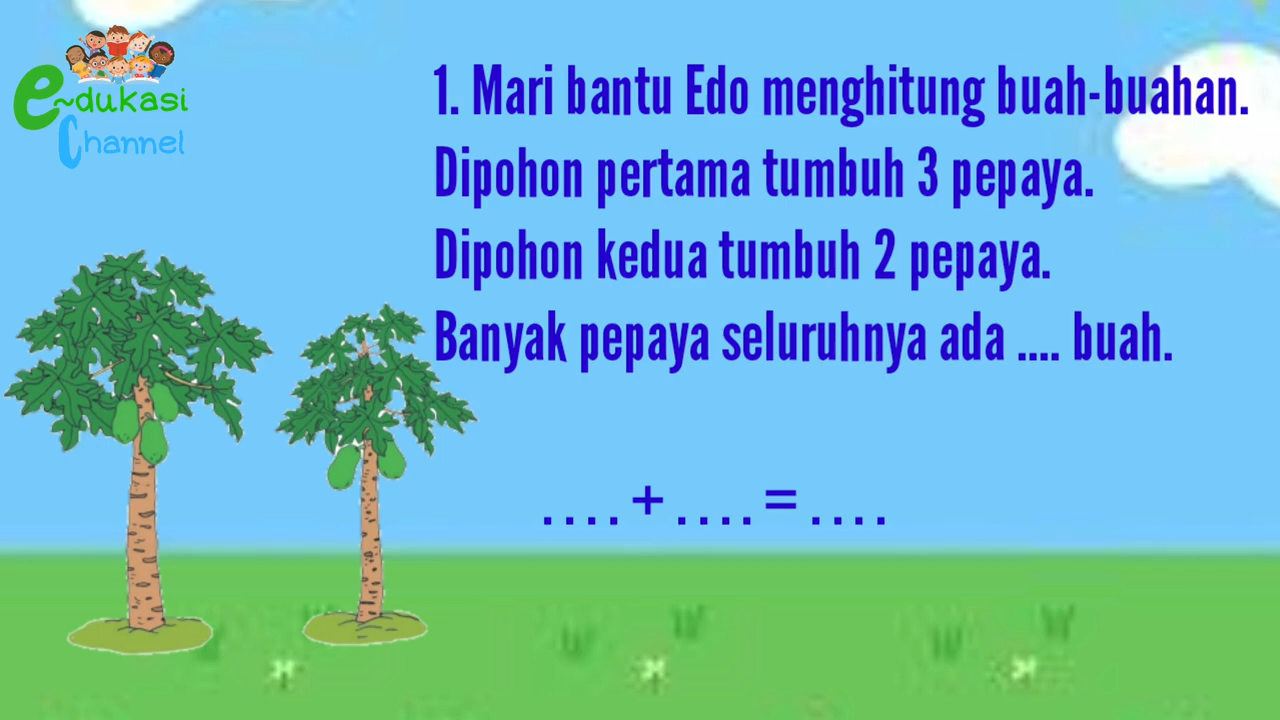 e~dukasi
Channel
1. Mari bantu Edo menghitung buah-buahan.
Dipohon pertama tumbuh 3 pepaya.
Dipohon kedua tumbuh 2 pepaya.
Banyak pepaya seluruhnya ada .... buah.
.... + .... = ....